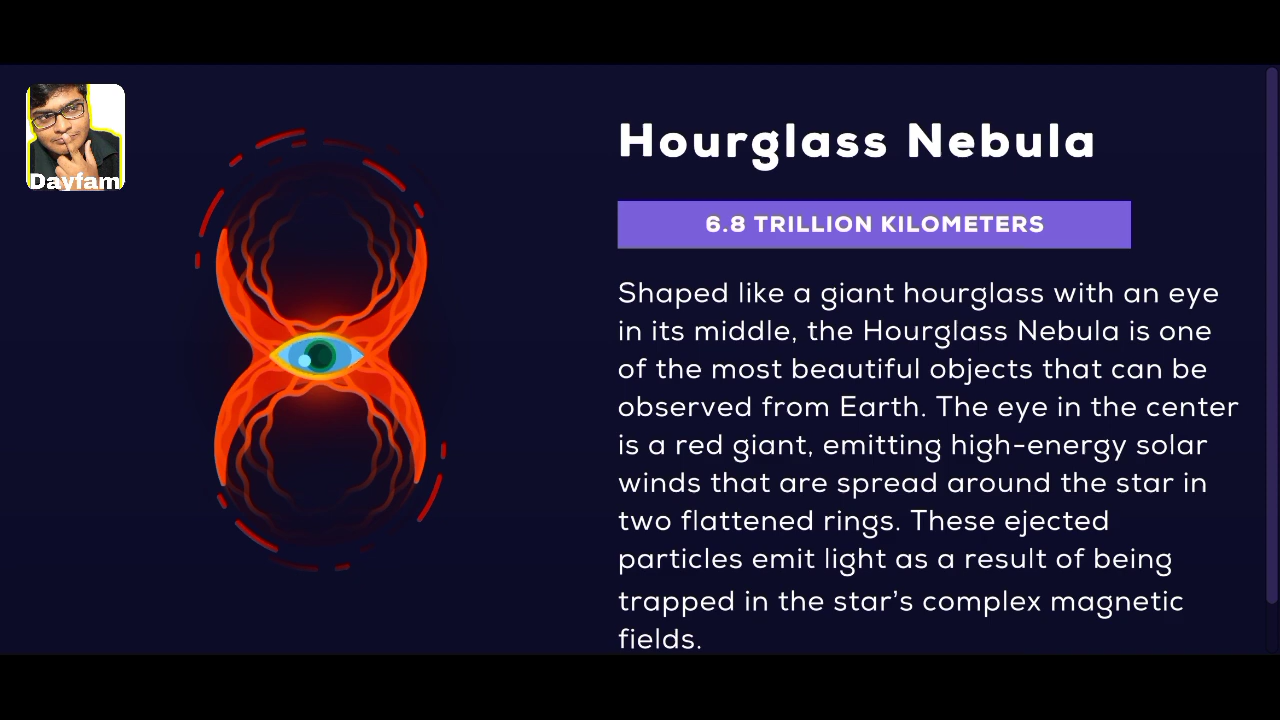 Dayfam
Hourglass Nebula
6.8 TRILLION KILOMETERS
Shaped like a giant hourglass with an eye
in its middle, the Hourglass Nebula is one
of the most beautiful objects that can be
observed from Earth. The eye in the center
is a red giant, emitting high-energy solar
winds that are spread around the star in
two flattened rings. These ejected
particles emit light as a result of being
trapped in the star’s complex magnetic
fields.